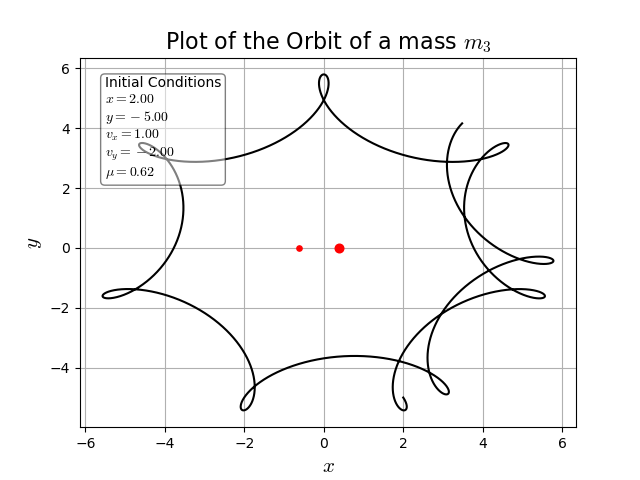 Plot of the Orbit of a mass m₃
6
4
2
0
−2
−4
y
Initial Conditions
x = 2.00
y = − 5.00
vₓ = 1.00
v_y = − 2.00
μ = 0.62
−6
−4
−2
0
2
4
6
x